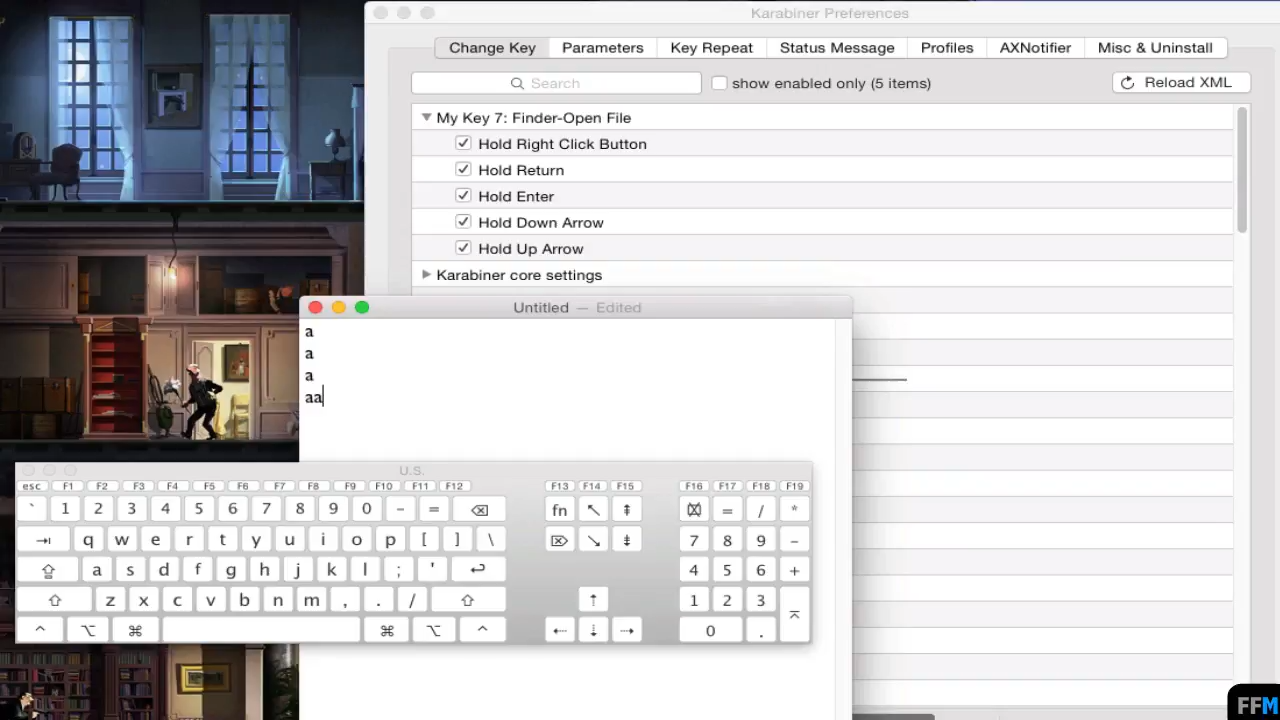 Karabiner Preferences
Change Key Parameters Key Repeat Status Message Profiles AXNotifier Misc & Uninstall
Search show enabled only (5 items) Reload XML
My Key 7: Finder-Open File
Hold Right Click Button
Hold Return
Hold Enter
Hold Down Arrow
Hold Up Arrow
Karabiner core settings
Untitled — Edited
a
a
a
aa
U.S.
esc F1 F2 F3 F4 F5 F6 F7 F8 F9 F10 F11 F12 F13 F14 F15 F16 F17 F18 F19
` 1 2 3 4 5 6 7 8 9 0 - = ⌫ fn ↖ ⇞ = / *
⇥ q w e r t y u i o p [ ] \ ⌦ ↘ ⇟ 7 8 9 -
⇪ a s d f g h j k l ; ' ↩ 4 5 6 +
⇧ z x c v b n m , . / ⇧ ↑ 1 2 3 ⌤
^ ⌥ ⌘ ⌘ ⌥ ^ ← ↓ → 0 .
FFM